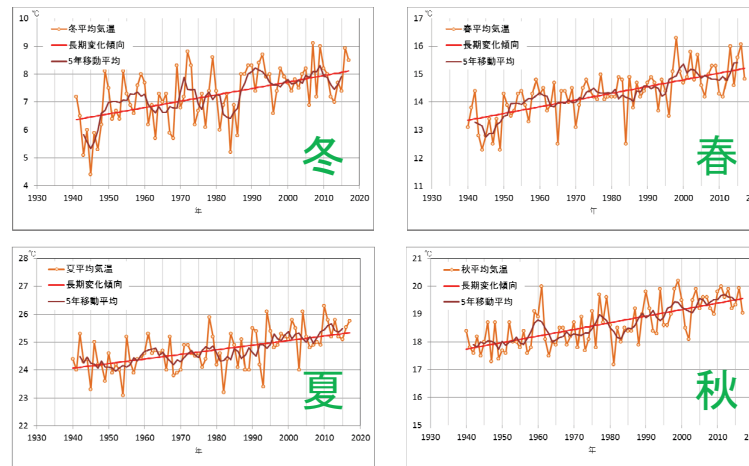 ℃
冬平均気温
長期変化傾向
5年移動平均
10
9
8
7
6
5
4
冬
1930 1940 1950 1960 1970 1980 1990 2000 2010 2020
年
℃
春平均気温
長期変化傾向
5年移動平均
17
16
15
14
13
12
11
春
1930 1940 1950 1960 1970 1980 1990 2000 2010
年
℃
夏平均気温
長期変化傾向
5年移動平均
28
27
26
25
24
23
22
夏
1930 1940 1950 1960 1970 1980 1990 2000 2010 2020
年
℃
秋平均気温
長期変化傾向
5年移動平均
21
20
19
18
17
16
15
秋
1930 1940 1950 1960 1970 1980 1990 2000 2010
年